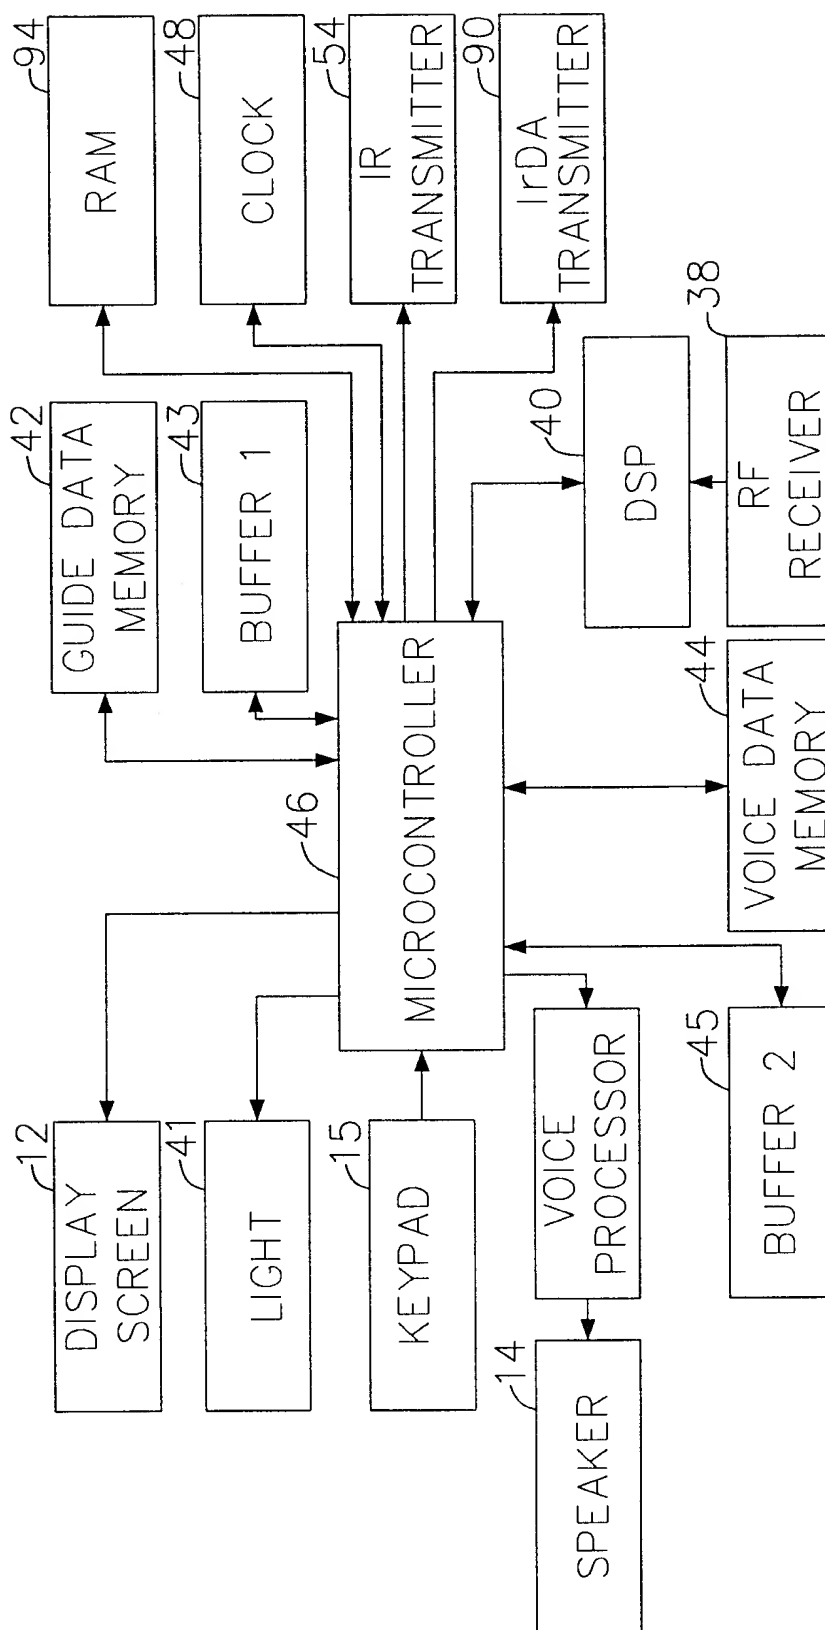 12
DISPLAY
SCREEN
41
LIGHT
15
KEYPAD
VOICE
PROCESSOR
14
SPEAKER
45
BUFFER 2
46
MICROCONTROLLER
42
GUIDE DATA
MEMORY
43
BUFFER 1
44
VOICE DATA
MEMORY
94
RAM
48
CLOCK
54
IR
TRANSMITTER
90
IrDA
TRANSMITTER
40
DSP
38
RF
RECEIVER